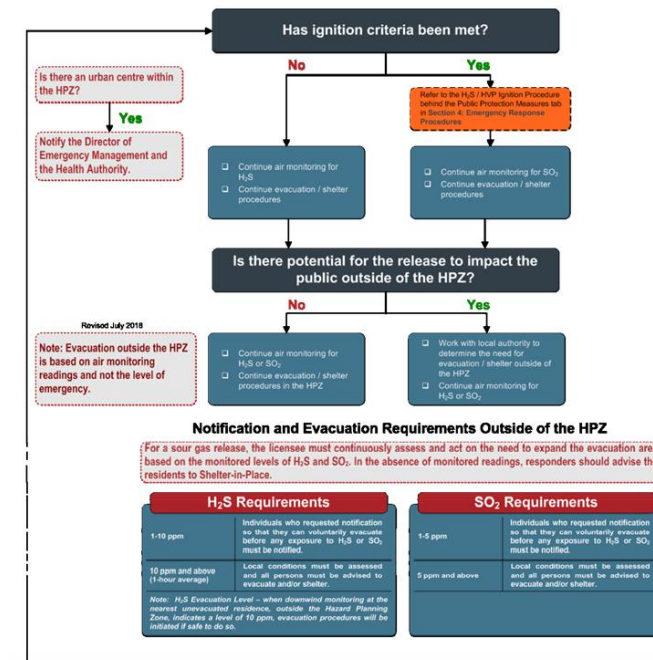 Has ignition criteria been met?
No
Yes
Is there an urban centre within
the HPZ?
Yes
Notify the Director of
Emergency Management and
the Health Authority.
Refer to the H₂S / HVP Ignition Procedure
behind the Public Protection Measures tab
in Section 4: Emergency Response
Procedures
Continue air monitoring for
H₂S
Continue evacuation / shelter
procedures
Continue air monitoring for SO₂
Continue evacuation / shelter
procedures
Is there potential for the release to impact the
public outside of the HPZ?
No
Yes
Revised July 2018
Note: Evacuation outside the HPZ
is based on air monitoring
readings and not the level of
emergency.
Continue air monitoring for
H₂S or SO₂
Continue evacuation / shelter
procedures in the HPZ
Work with local authority to
determine the need for
evacuation / shelter outside of
the HPZ
Continue air monitoring for
H₂S or SO₂
Notification and Evacuation Requirements Outside of the HPZ
For a sour gas release, the licensee must continuously assess and act on the need to expand the evacuation are
based on the monitored levels of H₂S and SO₂. In the absence of monitored readings, responders should advise th
residents to Shelter-in-Place.
H₂S Requirements
1-10 ppm
Individuals who requested notification
so that they can voluntarily evacuate
before any exposure to H₂S or SO₂
must be notified.
10 ppm and above
(1-hour average)
Local conditions must be assessed
and all persons must be advised to
evacuate and/or shelter.
Note: H₂S Evacuation Level – when downwind monitoring at the
nearest unevacuated residence, outside the Hazard Planning
Zone, indicates a level of 10 ppm, evacuation procedures will be
initiated if safe to do so.
SO₂ Requirements
1-5 ppm
Individuals who requested notification
so that they can voluntarily evacuate
before any exposure to H₂S or SO₂
must be notified.
5 ppm and above
Local conditions must be assessed
and all persons must be advised to
evacuate and/or shelter.